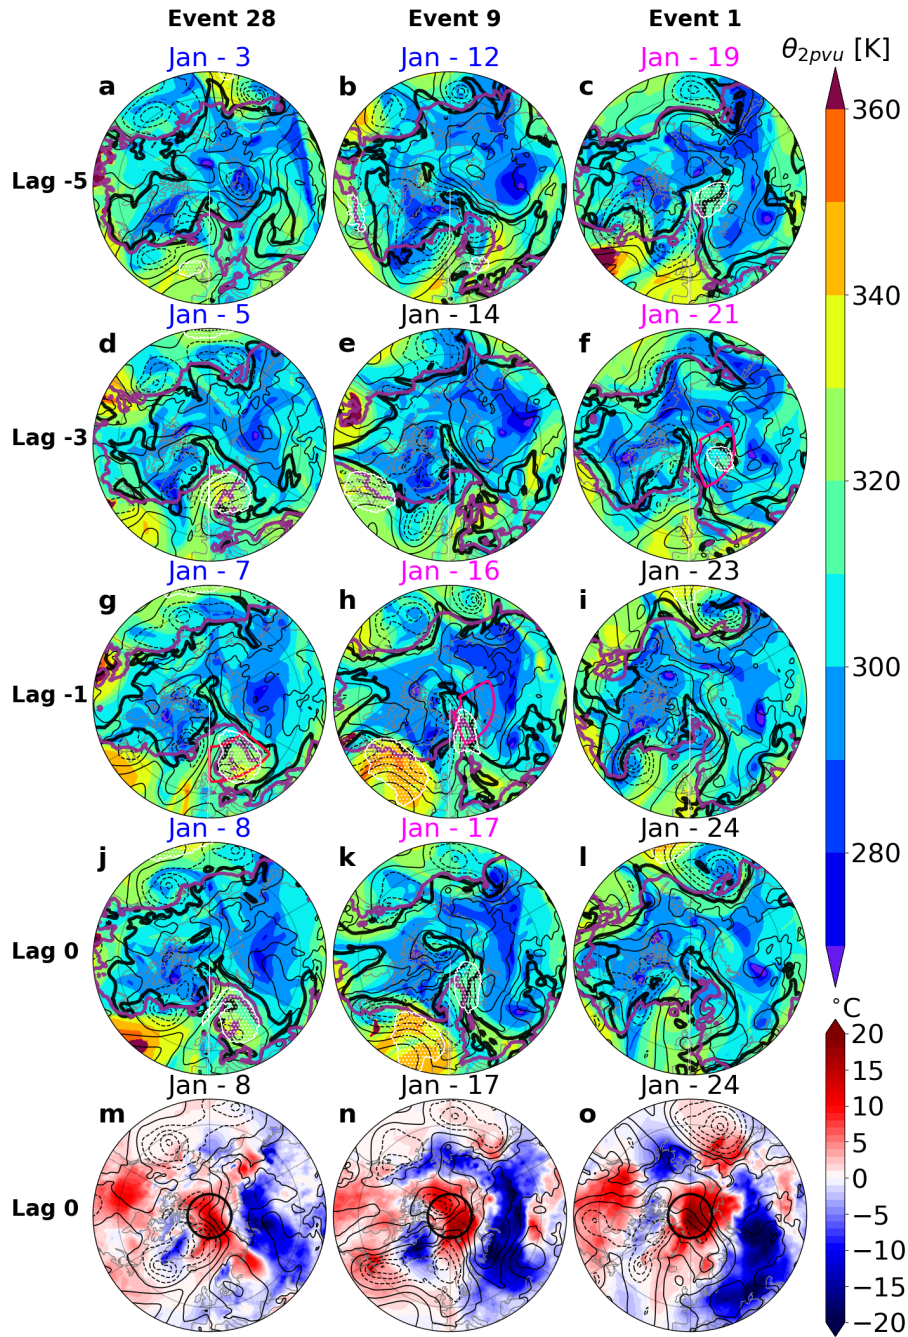 Event 28 Event 9 Event 1
θ2pvu [K]
Jan - 3 Jan - 12 Jan - 19
a b c
360
Lag -5
340
Jan - 5 Jan - 14 Jan - 21
d e f
Lag -3
320
Jan - 7 Jan - 16 Jan - 23
g h i
300
Lag -1
Jan - 8 Jan - 17 Jan - 24
j k l
280
Lag 0
°C
Jan - 8 Jan - 17 Jan - 24
m n o
20
15
10
5
Lag 0
0
−5
−10
−15
−20